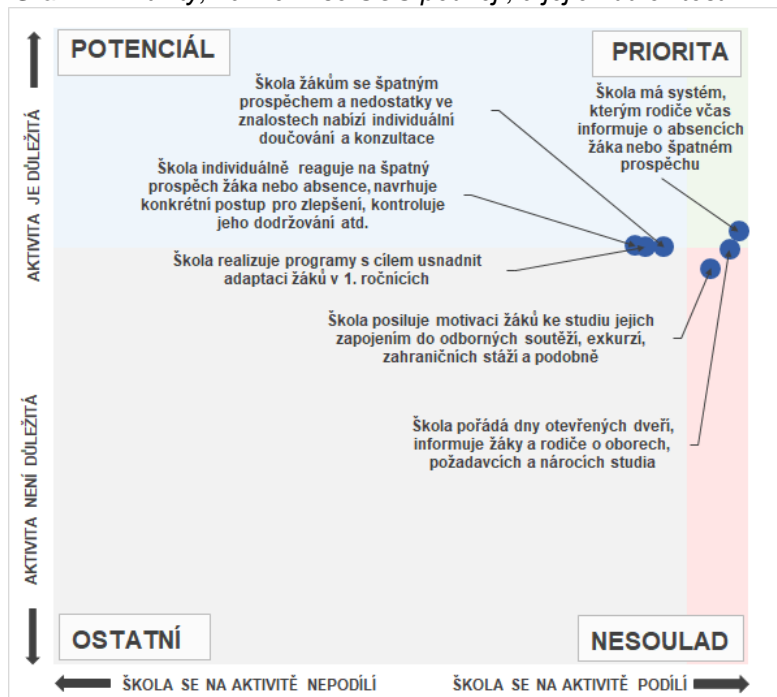 POTENCIÁL
PRIORITA
Škola žákům se špatným
prospěchem a nedostatky ve
znalostech nabízí individuální
doučování a konzultace
Škola má systém,
kterým rodiče včas
informuje o absencích
žáka nebo špatném
prospěchu
Škola individuálně reaguje na špatný
prospěch žáka nebo absence, navrhuje
konkrétní postup pro zlepšení, kontroluje
jeho dodržování atd.
Škola realizuje programy s cílem usnadnit
adaptaci žáků v 1. ročnících
Škola posiluje motivaci žáků ke studiu jejich
zapojením do odborných soutěží, exkurzí,
zahraničních stáží a podobně
Škola pořádá dny otevřených dveří,
informuje žáky a rodiče o oborech,
požadavcích a nárocích studia
AKTIVITA JE DŮLEŽITÁ
AKTIVITA NENÍ DŮLEŽITÁ
OSTATNÍ
NESOULAD
ŠKOLA SE NA AKTIVITĚ NEPODÍLÍ
ŠKOLA SE NA AKTIVITĚ PODÍLÍ